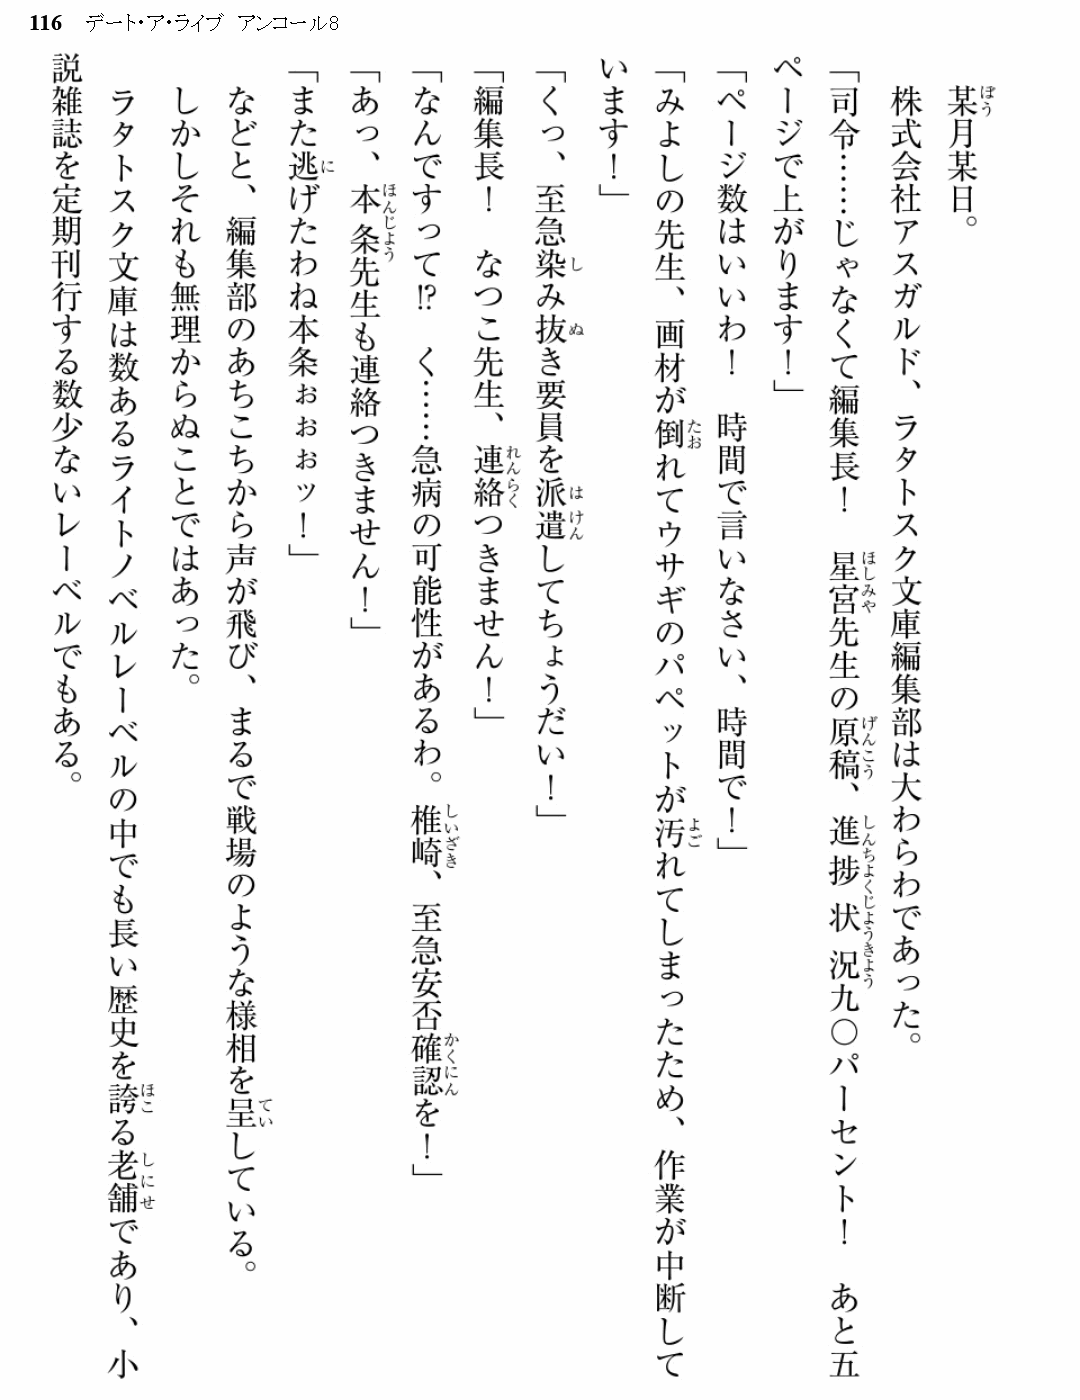 116 デート・ア・ライブ アンコール8
某月某日。
株式会社アスガルド、ラタトスク文庫編集部は大わらわであった。
「司令……じゃなくて編集長！　星宮先生の原稿、進捗状況九〇パーセント！　あと五
ページで上がります！」
「ページ数はいいわ！　時間で言いなさい、時間で！」
「みよしの先生、画材が倒れてウサギのパペットが汚れてしまったため、作業が中断して
います！」
「くっ、至急染み抜き要員を派遣してちょうだい！」
「編集長！　なつこ先生、連絡つきません！」
「なんですって⁉　く……急病の可能性があるわ。椎崎、至急安否確認を！」
「あっ、本条先生も連絡つきません！」
「また逃げたわね本条ぉぉぉッ！」
などと、編集部のあちこちから声が飛び、まるで戦場のような様相を呈している。
しかしそれも無理からぬことではあった。
ラタトスク文庫は数あるライトノベルレーベルの中でも長い歴史を誇る老舗であり、小
説雑誌を定期刊行する数少ないレーベルでもある。